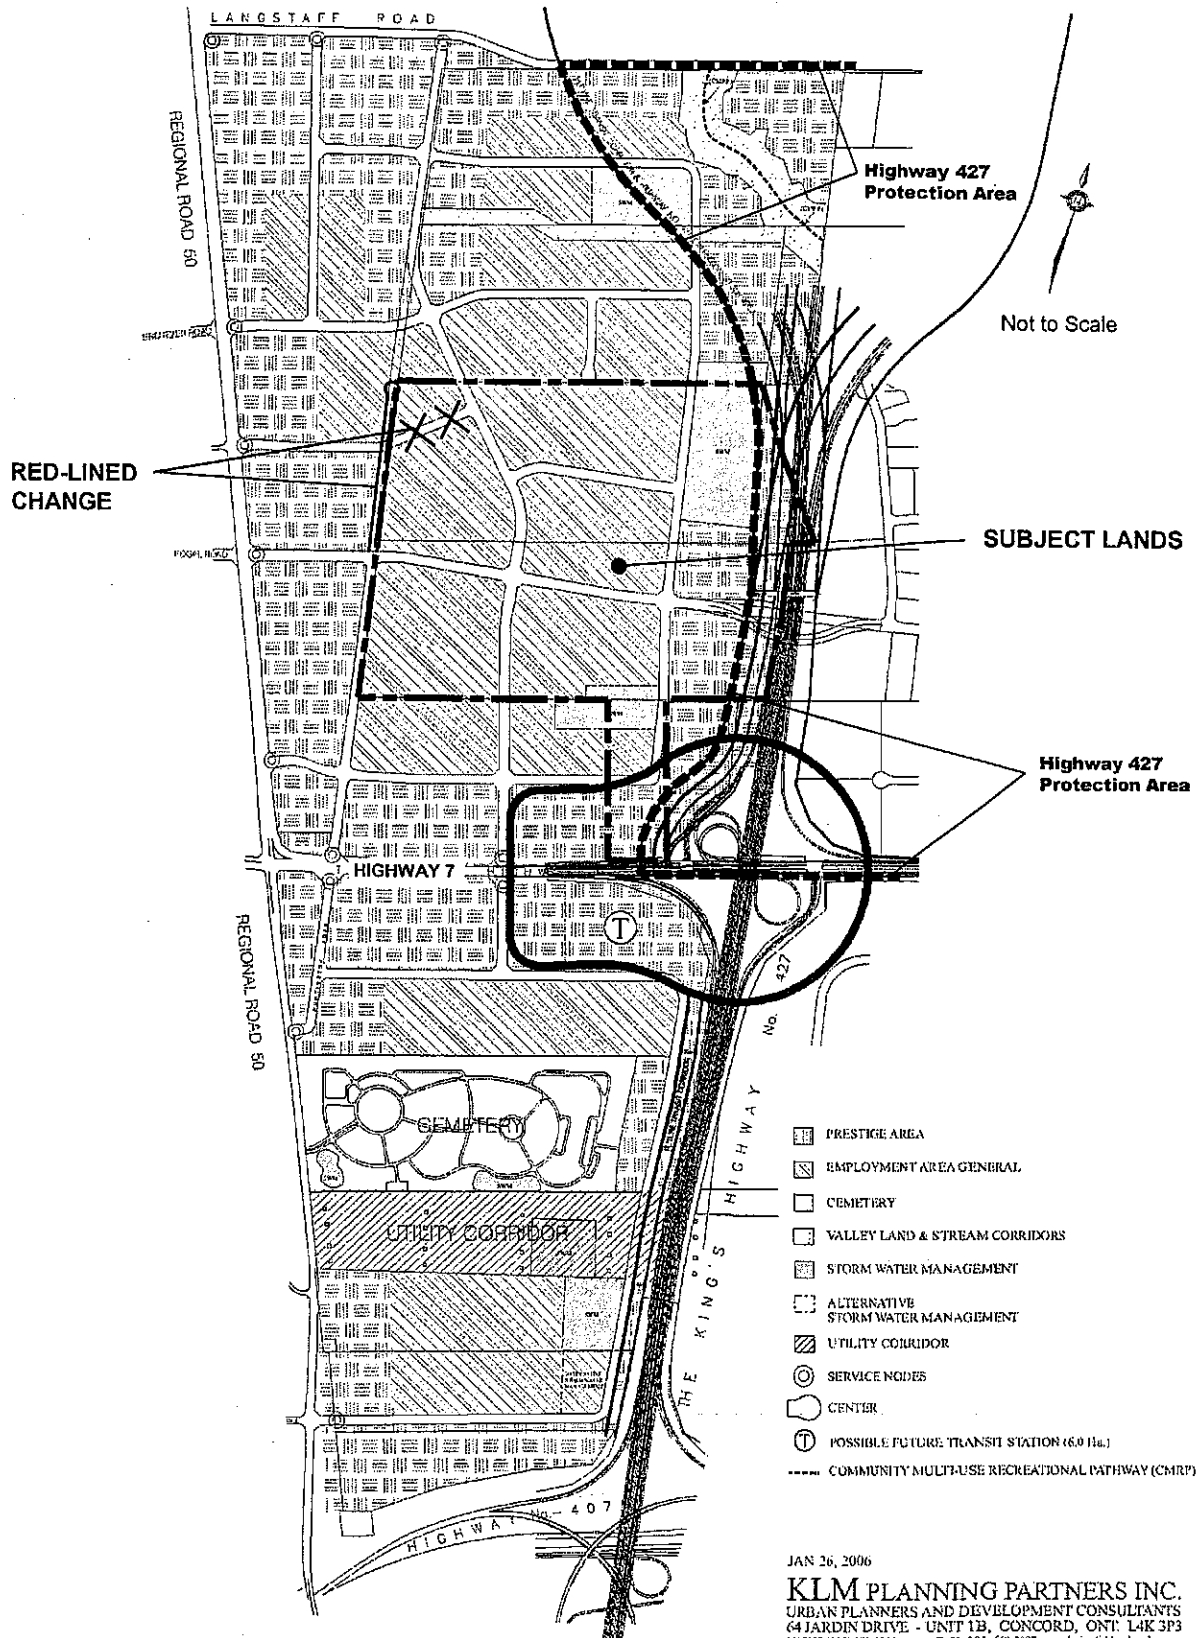 LANGSTAFF ROAD
REGIONAL ROAD 50
Highway 427
Protection Area
Not to Scale
RED-LINED
CHANGE
SUBJECT LANDS
Highway 427
Protection Area
HIGHWAY 7
T
REGIONAL ROAD 50
No. 427
CEMETERY
UTILITY CORRIDOR
THE KING'S HIGHWAY
HIGHWAY No. 407
PRESTIGE AREA
EMPLOYMENT AREA GENERAL
CEMETERY
VALLEY LAND & STREAM CORRIDORS
STORM WATER MANAGEMENT
ALTERNATIVE
STORM WATER MANAGEMENT
UTILITY CORRIDOR
SERVICE NODES
CENTER
T POSSIBLE FUTURE TRANSIT STATION (6.0 Ha.)
COMMUNITY MULTI-USE RECREATIONAL PATHWAY (CMRP)
JAN 26, 2006
KLM PLANNING PARTNERS INC.
URBAN PLANNERS AND DEVELOPMENT CONSULTANTS
64 JARDIN DRIVE - UNIT 1B, CONCORD, ONT. L4K 3P3